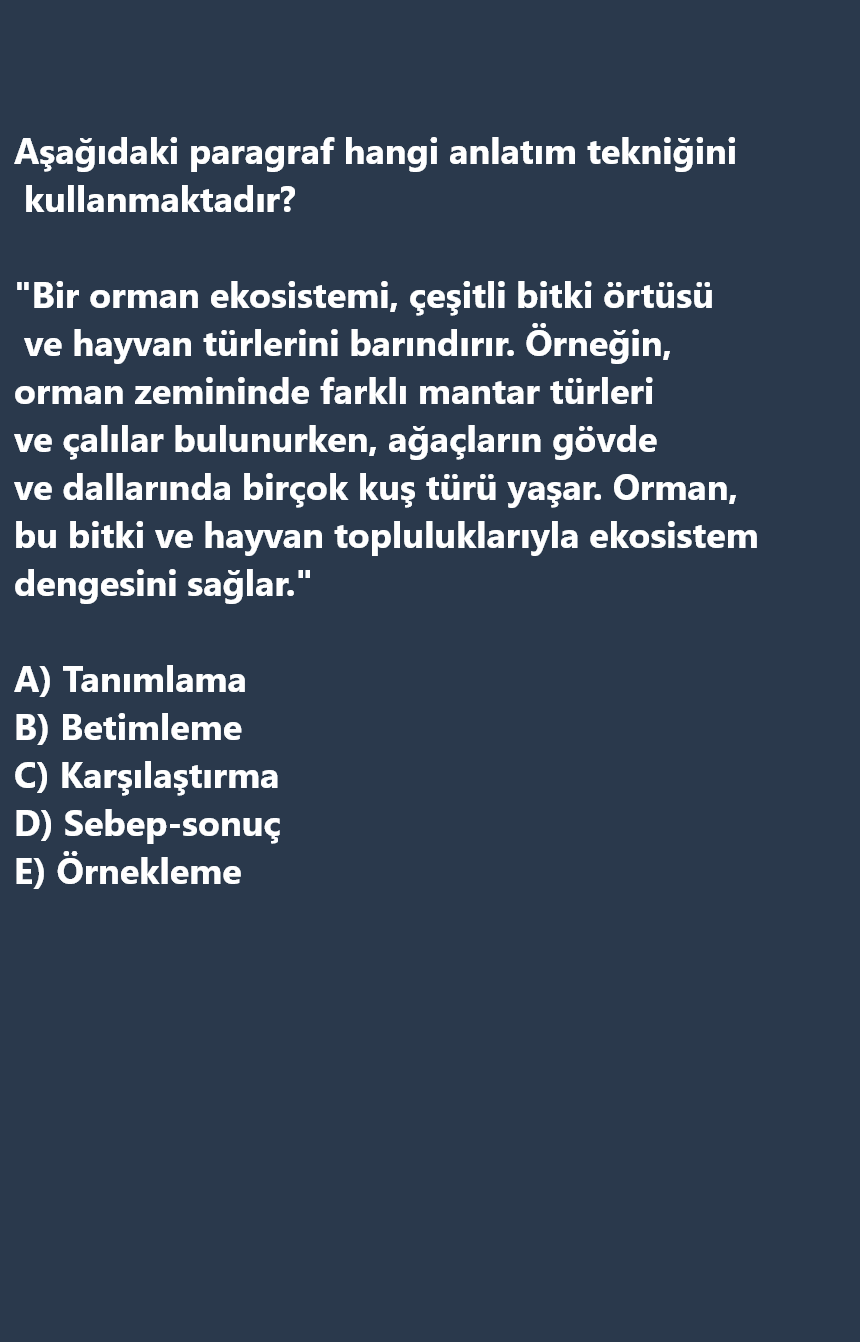 Aşağıdaki paragraf hangi anlatım tekniğini
kullanmaktadır?
"Bir orman ekosistemi, çeşitli bitki örtüsü
ve hayvan türlerini barındırır. Örneğin,
orman zemininde farklı mantar türleri
ve çalılar bulunurken, ağaçların gövde
ve dallarında birçok kuş türü yaşar. Orman,
bu bitki ve hayvan topluluklarıyla ekosistem
dengesini sağlar."
A) Tanımlama
B) Betimleme
C) Karşılaştırma
D) Sebep-sonuç
E) Örnekleme